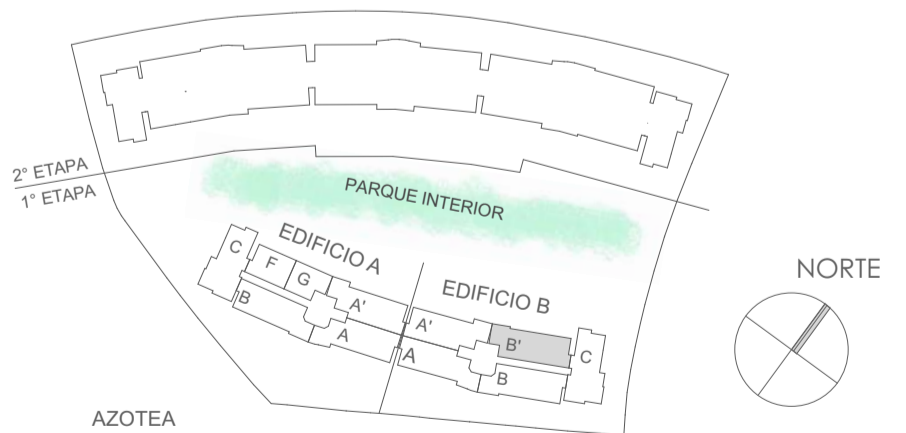 2° ETAPA
1° ETAPA
PARQUE INTERIOR
EDIFICIO A
C
F
G
B
A'
A
EDIFICIO B
A'
B'
C
A
B
NORTE
AZOTEA